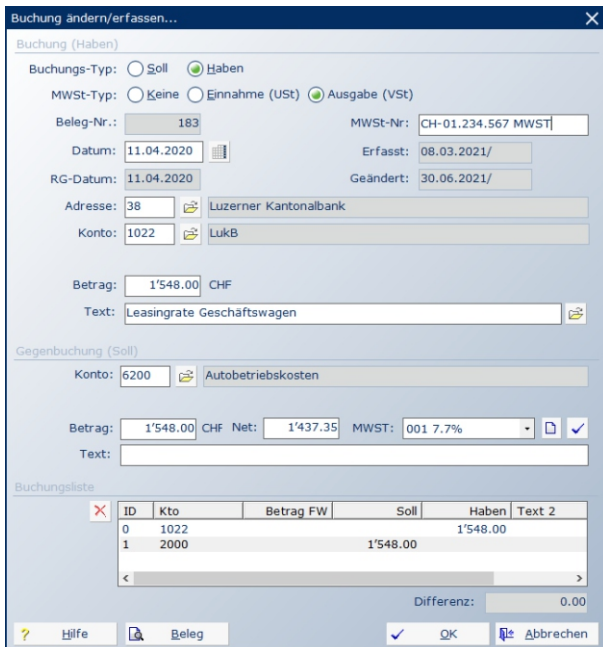 Buchung ändern/erfassen...
Buchung (Haben)
Buchungs-Typ: Soll Haben
MWSt-Typ: Keine Einnahme (USt) Ausgabe (VSt)
Beleg-Nr.: 183 MWSt-Nr: CH-01.234.567 MWST
Datum: 11.04.2020 Erfasst: 08.03.2021/
RG-Datum: 11.04.2020 Geändert: 30.06.2021/
Adresse: 38 Luzerner Kantonalbank
Konto: 1022 LukB
Betrag: 1'548.00 CHF
Text: Leasingrate Geschäftswagen
Gegenbuchung (Soll)
Konto: 6200 Autobetriebskosten
Betrag: 1'548.00 CHF Net: 1'437.35 MWST: 001 7.7%
Text:
Buchungsliste
ID Kto Betrag FW Soll Haben Text 2
0 1022 1'548.00
1 2000 1'548.00
Differenz: 0.00
? Hilfe Beleg OK Abbrechen